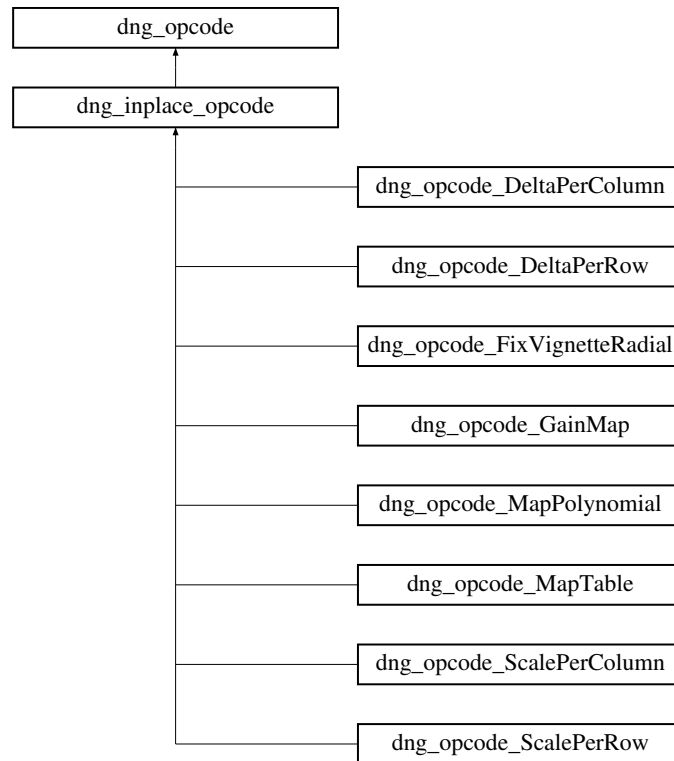 dng_opcode
dng_inplace_opcode
dng_opcode_DeltaPerColumn
dng_opcode_DeltaPerRow
dng_opcode_FixVignetteRadial
dng_opcode_GainMap
dng_opcode_MapPolynomial
dng_opcode_MapTable
dng_opcode_ScalePerColumn
dng_opcode_ScalePerRow